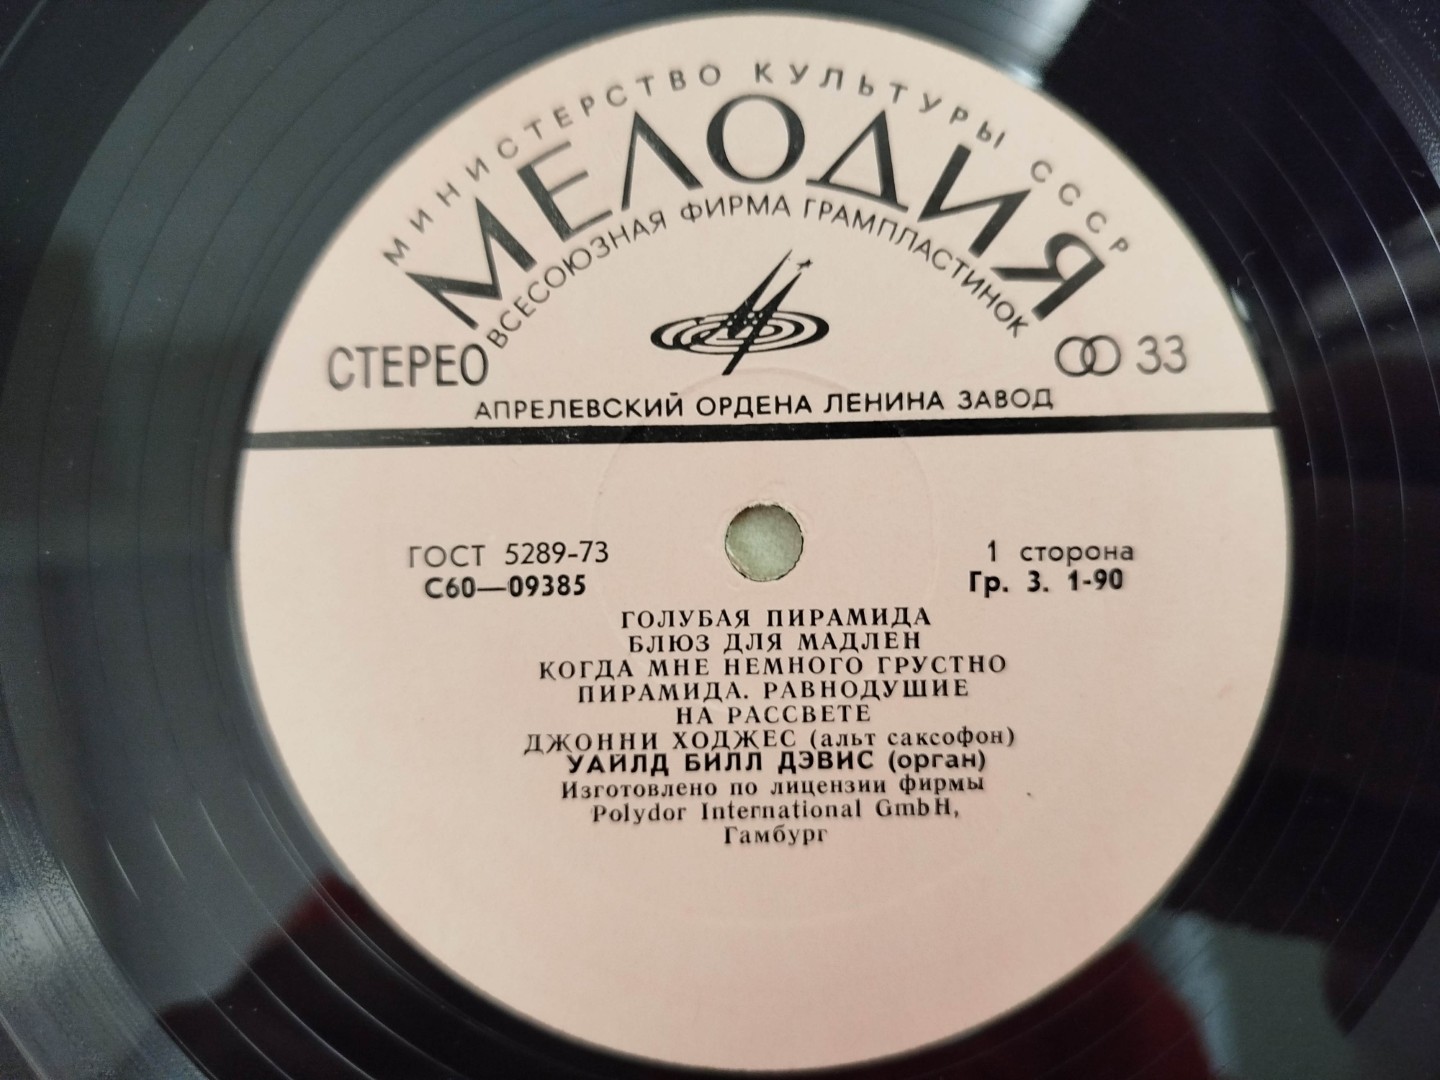 МИНИСТЕРСТВО КУЛЬТУРЫ СССР
МЕЛОДИЯ
ВСЕСОЮЗНАЯ ФИРМА ГРАМПЛАСТИНОК
СТЕРЕО
33
АПРЕЛЕВСКИЙ ОРДЕНА ЛЕНИНА ЗАВОД
ГОСТ 5289-73
С60—09385
1 сторона
Гр. 3. 1-90
ГОЛУБАЯ ПИРАМИДА
БЛЮЗ ДЛЯ МАДЛЕН
КОГДА МНЕ НЕМНОГО ГРУСТНО
ПИРАМИДА. РАВНОДУШИЕ
НА РАССВЕТЕ
ДЖОННИ ХОДЖЕС (альт саксофон)
УАЙЛД БИЛЛ ДЭВИС (орган)
Изготовлено по лицензии фирмы
Polydor International GmbH,
Гамбург